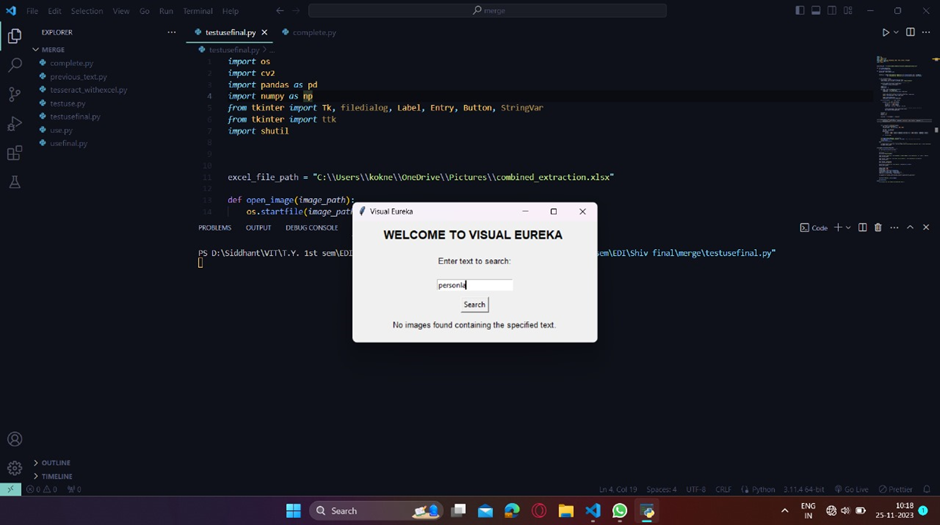 File Edit Selection View Go Run Terminal Help
merge
EXPLORER
MERGE
complete.py
previous_text.py
tesseract_withexcel.py
testuse.py
testusefinal.py
use.py
usefinal.py
OUTLINE
TIMELINE
testusefinal.py
complete.py
testusefinal.py > ...
1 import os
2 import cv2
3 import pandas as pd
4 import numpy as np
5 from tkinter import Tk, filedialog, Label, Entry, Button, StringVar
6 from tkinter import ttk
7 import shutil
8
9
10
11 excel_file_path = "C:\\Users\\kokne\\OneDrive\\Pictures\\combined_extraction.xlsx"
12
13 def open_image(image_path):
14 os.startfile(image_pat
PROBLEMS OUTPUT DEBUG CONSOLE
Code
PS D:\Siddhant\VIT\T.Y. 1st sem\EDI
sem\EDI\Shiv final\merge\testusefinal.py"
Visual Eureka
WELCOME TO VISUAL EUREKA
Enter text to search:
personla
Search
No images found containing the specified text.
0 0 0
Ln 4, Col 19 Spaces: 4 UTF-8 CRLF Python 2.11.4 64-bit Go Live Prettier
Search
ENG
IN
10:18
25-11-2023